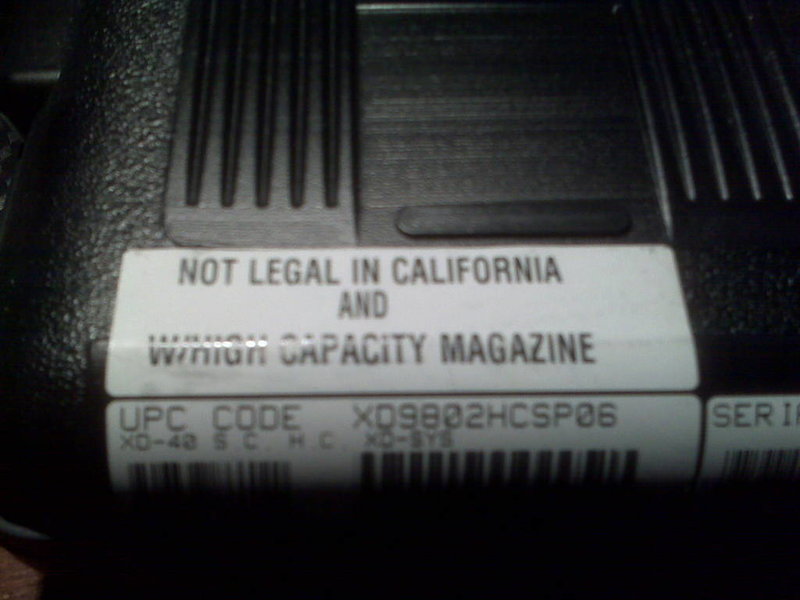 NOT LEGAL IN CALIFORNIA
AND
W/HIGH CAPACITY MAGAZINE
UPC CODE XD9802HCSP06
XD-40 S.C. H.C. XD-SYS
SERI